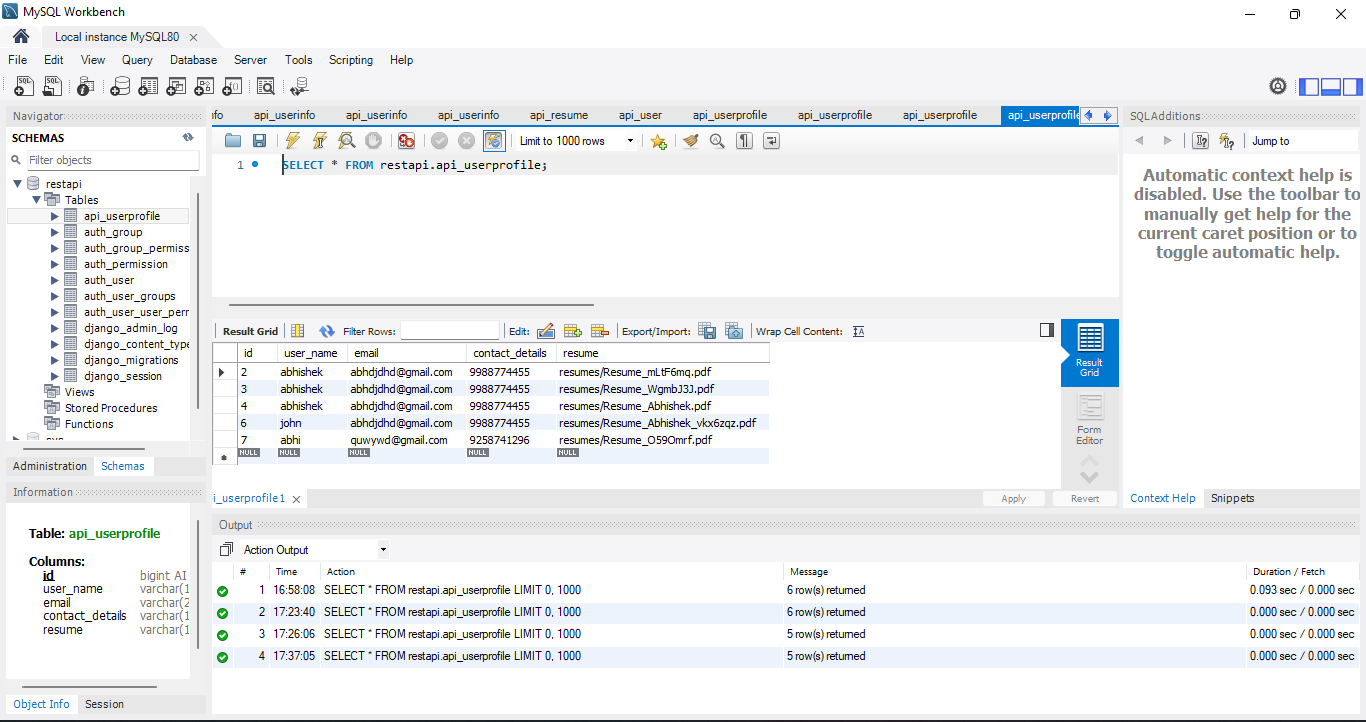 MySQL Workbench
Local instance MySQL80
File Edit View Query Database Server Tools Scripting Help
Navigator
SCHEMAS
Filter objects
restapi
Tables
api_userprofile
auth_group
auth_group_permiss
auth_permission
auth_user
auth_user_groups
auth_user_user_perr
django_admin_log
django_content_type
django_migrations
django_session
Views
Stored Procedures
Functions
sys
Administration Schemas
Information
Table: api_userprofile
Columns:
id bigint AI
user_name varchar(1
email varchar(2
contact_details varchar(1
resume varchar(1
Object Info Session
nfo api_userinfo api_userinfo api_userinfo api_resume api_user api_userprofile api_userprofile api_userprofile api_userprofile
Limit to 1000 rows
1 SELECT * FROM restapi.api_userprofile;
Result Grid Filter Rows: Edit: Export/Import: Wrap Cell Content:
id user_name email contact_details resume
2 abhishek abhdjdhd@gmail.com 9988774455 resumes/Resume_mLtF6mq.pdf
3 abhishek abhdjdhd@gmail.com 9988774455 resumes/Resume_WgmbJ3J.pdf
4 abhishek abhdjdhd@gmail.com 9988774455 resumes/Resume_Abhishek.pdf
6 john abhdjdhd@gmail.com 9988774455 resumes/Resume_Abhishek_vkx6zqz.pdf
7 abhi quwywd@gmail.com 9258741296 resumes/Resume_O59Omrf.pdf
NULL NULL NULL NULL NULL
Result
Grid
Form
Editor
i_userprofile1 Apply Revert
SQLAdditions
Jump to
Automatic context help is
disabled. Use the toolbar to
manually get help for the
current caret position or to
toggle automatic help.
Context Help Snippets
Output
Action Output
# Time Action Message Duration / Fetch
1 16:58:08 SELECT * FROM restapi.api_userprofile LIMIT 0, 1000 6 row(s) returned 0.093 sec / 0.000 sec
2 17:23:40 SELECT * FROM restapi.api_userprofile LIMIT 0, 1000 6 row(s) returned 0.000 sec / 0.000 sec
3 17:26:06 SELECT * FROM restapi.api_userprofile LIMIT 0, 1000 5 row(s) returned 0.000 sec / 0.000 sec
4 17:37:05 SELECT * FROM restapi.api_userprofile LIMIT 0, 1000 5 row(s) returned 0.000 sec / 0.000 sec